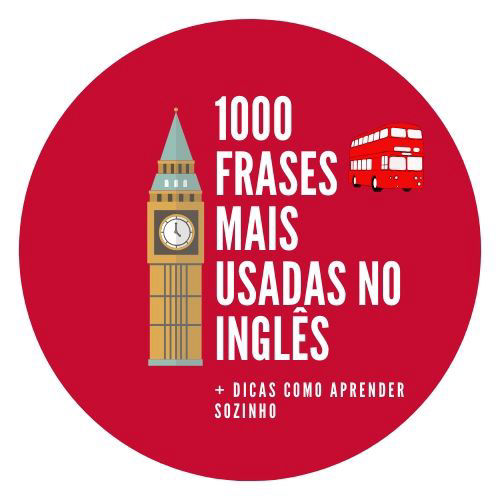 1000
FRASES
MAIS
USADAS NO
INGLÊS
+ DICAS COMO APRENDER
SOZINHO